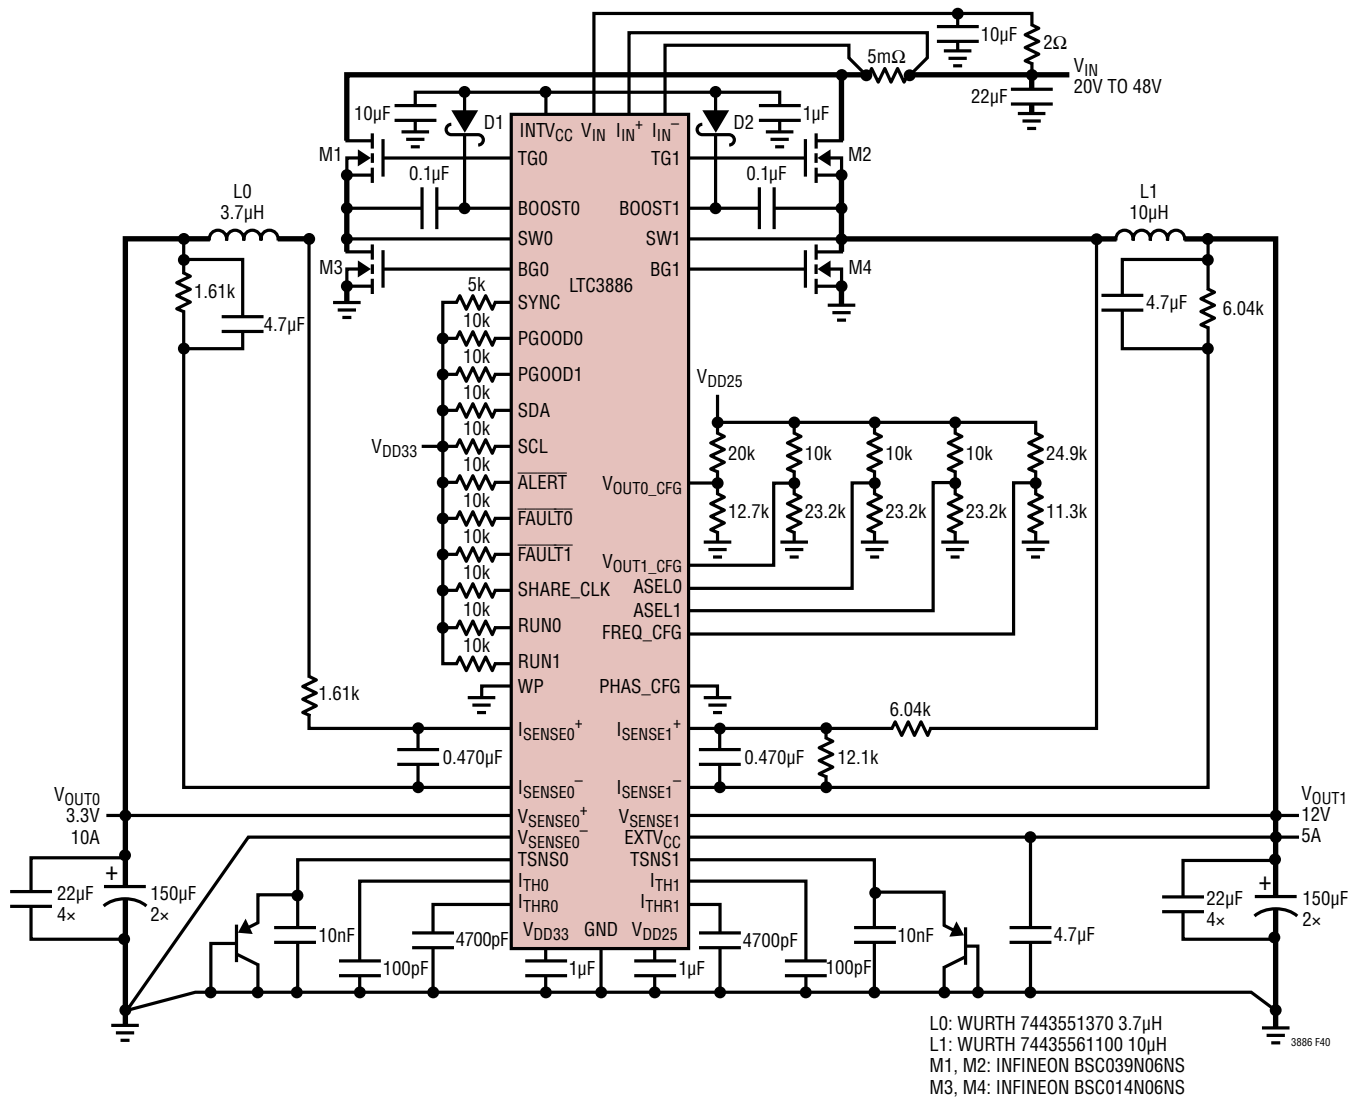 10µF
2Ω
5mΩ
VIN
20V TO 48V
22µF
10µF
D1
D2
1µF
INTVCC VIN IIN+ IIN–
M1
TG0
TG1
M2
0.1µF
0.1µF
L0
3.7µH
L1
10µH
BOOST0
BOOST1
SW0
SW1
M3
BG0
BG1
M4
LTC3886
1.61k
4.7µF
4.7µF
6.04k
5k
SYNC
10k
PGOOD0
10k
PGOOD1
10k
SDA
10k
VDD33
SCL
10k
ALERT
10k
FAULT0
10k
FAULT1
10k
SHARE_CLK
10k
RUN0
10k
RUN1
WP
VDD25
20k
10k
10k
10k
24.9k
VOUT0_CFG
12.7k
23.2k
23.2k
23.2k
11.3k
VOUT1_CFG
ASEL0
ASEL1
FREQ_CFG
PHAS_CFG
1.61k
6.04k
ISENSE0+
ISENSE1+
0.470µF
0.470µF
12.1k
ISENSE0–
ISENSE1–
VOUT0
3.3V
10A
VOUT1
12V
5A
VSENSE0+
VSENSE1
VSENSE0–
EXTVCC
TSNS0
TSNS1
ITH0
ITH1
ITHR0
ITHR1
VDD33 GND VDD25
22µF
4×
+
150µF
2×
10nF
100pF
4700pF
1µF
1µF
4700pF
100pF
10nF
4.7µF
22µF
4×
+
150µF
2×
L0: WURTH 7443551370 3.7µH
L1: WURTH 74435561100 10µH
M1, M2: INFINEON BSC039N06NS
M3, M4: INFINEON BSC014N06NS
3886 F40